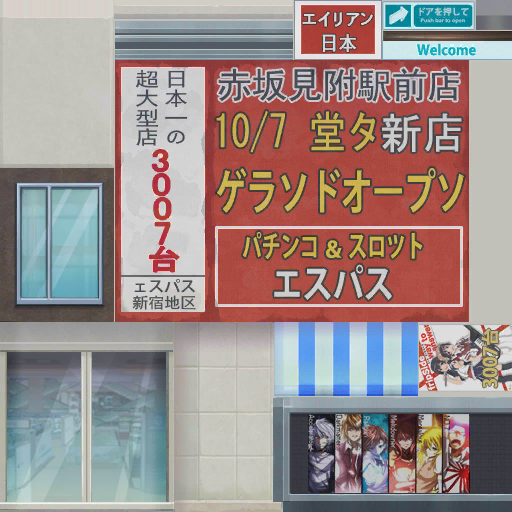 エイリアン
日本
ドアを押して
Push bar to open
Welcome
日本一の
超大型店
3007台
エスパス
新宿地区
赤坂見附駅前店
10/7 堂タ新店
ゲラソドオープソ
パチンコ & スロツト
エスパス
3007号